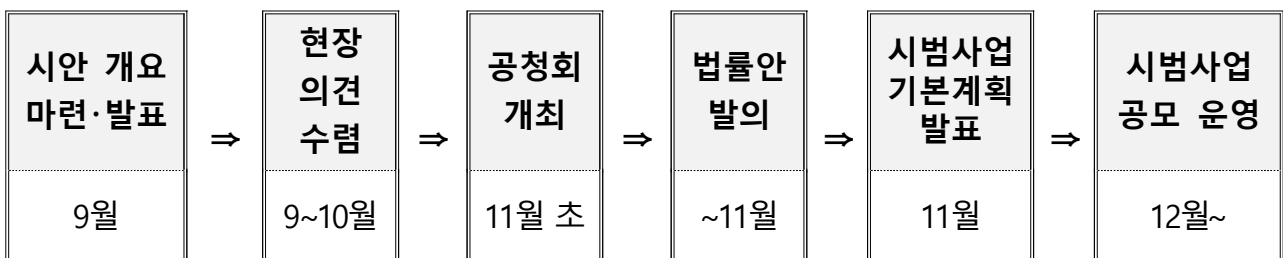 시안 개요
마련·발표
⇒
현장
의견
수렴
⇒
공청회
개최
⇒
법률안
발의
⇒
시범사업
기본계획
발표
⇒
시범사업
공모 운영
9월
9~10월
11월 초
~11월
11월
12월~